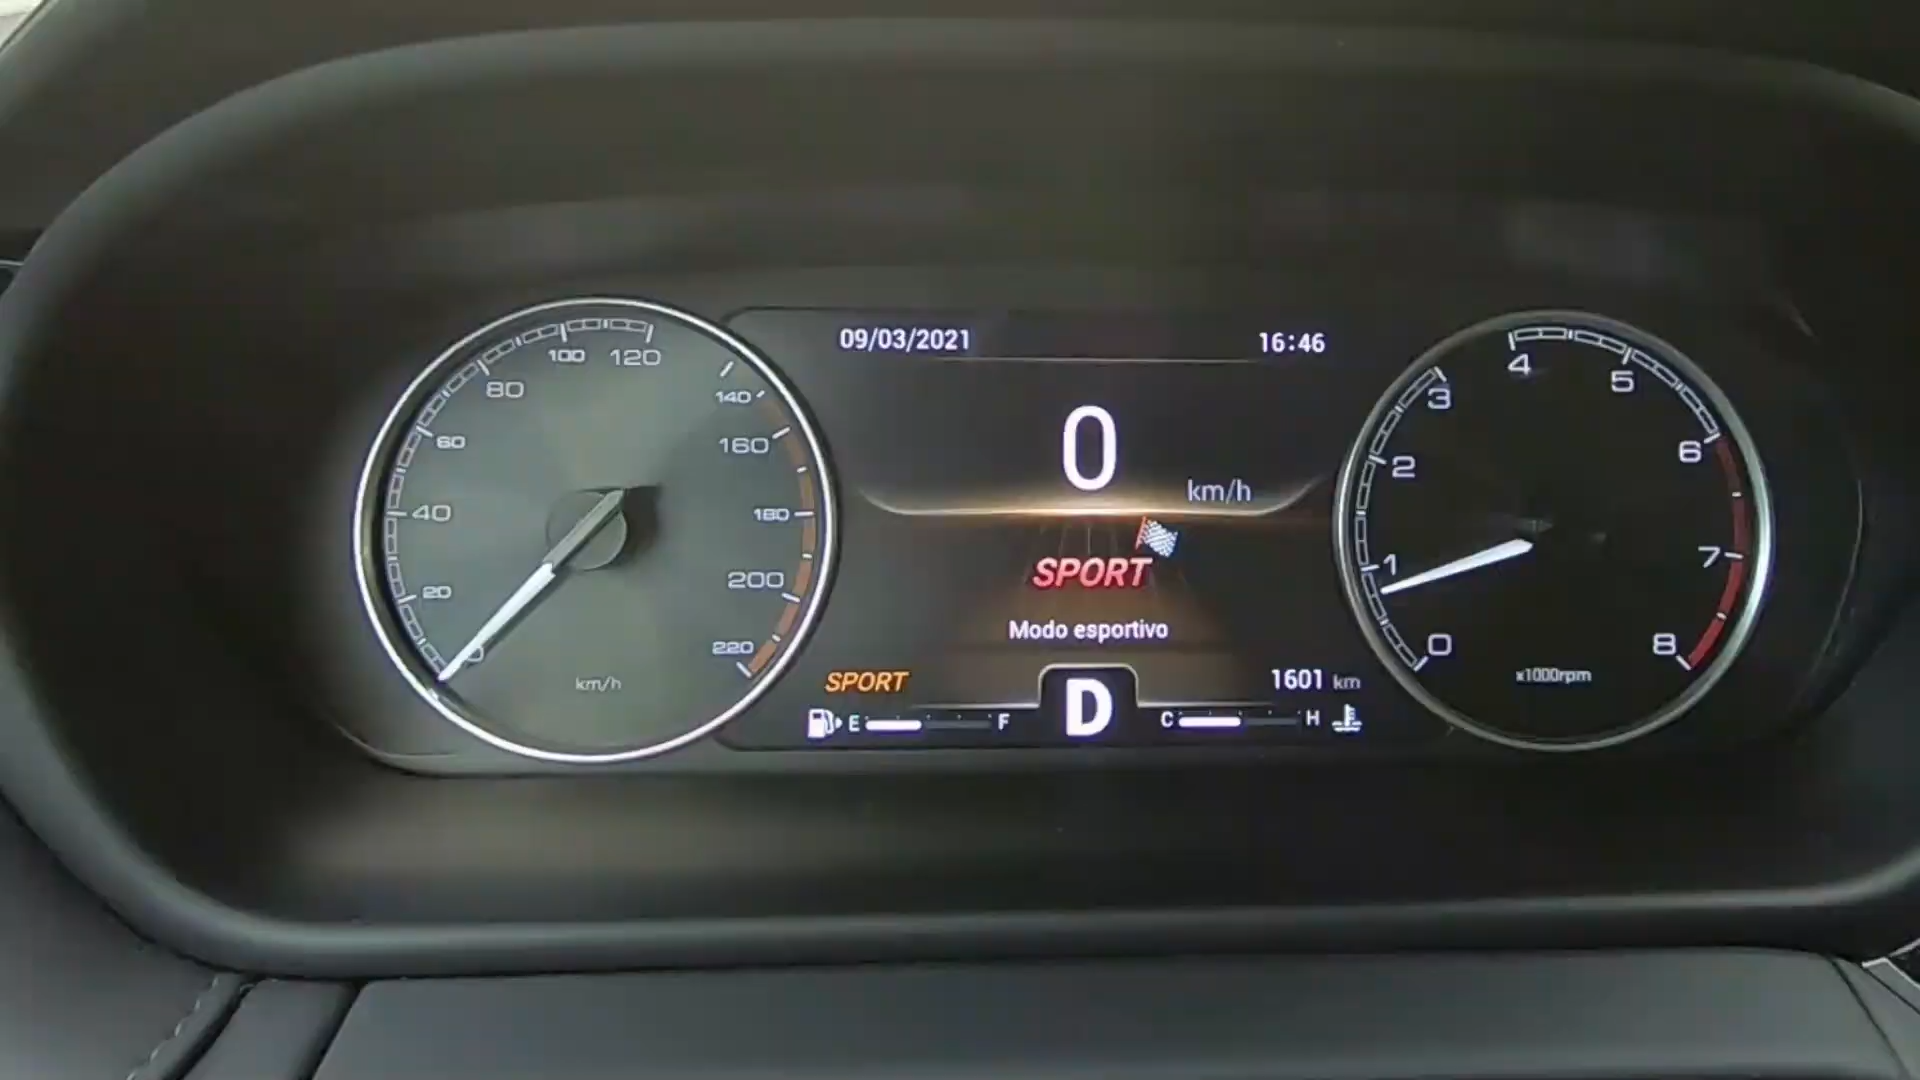 09/03/2021 16:46
0 km/h
SPORT
Modo esportivo
SPORT 1601 km
E F D C H
0 20 40 60 80 100 120 140 160 180 200 220
km/h
0 1 2 3 4 5 6 7 8
x1000rpm